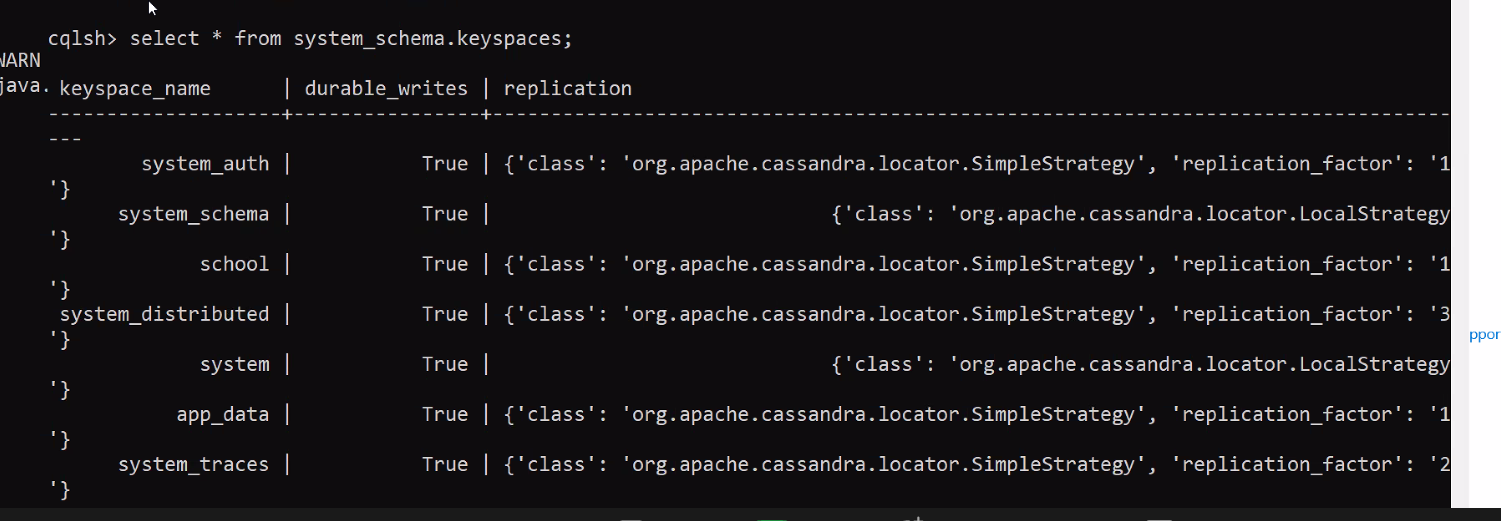 cqlsh> select * from system_schema.keyspaces;
WARN
java.
keyspace_name | durable_writes | replication
--------------------+----------------+----------------------------------------------------------------------------------
---
system_auth | True | {'class': 'org.apache.cassandra.locator.SimpleStrategy', 'replication_factor': '1
'}
system_schema | True | {'class': 'org.apache.cassandra.locator.LocalStrategy
'}
school | True | {'class': 'org.apache.cassandra.locator.SimpleStrategy', 'replication_factor': '1
'}
system_distributed | True | {'class': 'org.apache.cassandra.locator.SimpleStrategy', 'replication_factor': '3
'}
system | True | {'class': 'org.apache.cassandra.locator.LocalStrategy
'}
app_data | True | {'class': 'org.apache.cassandra.locator.SimpleStrategy', 'replication_factor': '1
'}
system_traces | True | {'class': 'org.apache.cassandra.locator.SimpleStrategy', 'replication_factor': '2
'}
ppor